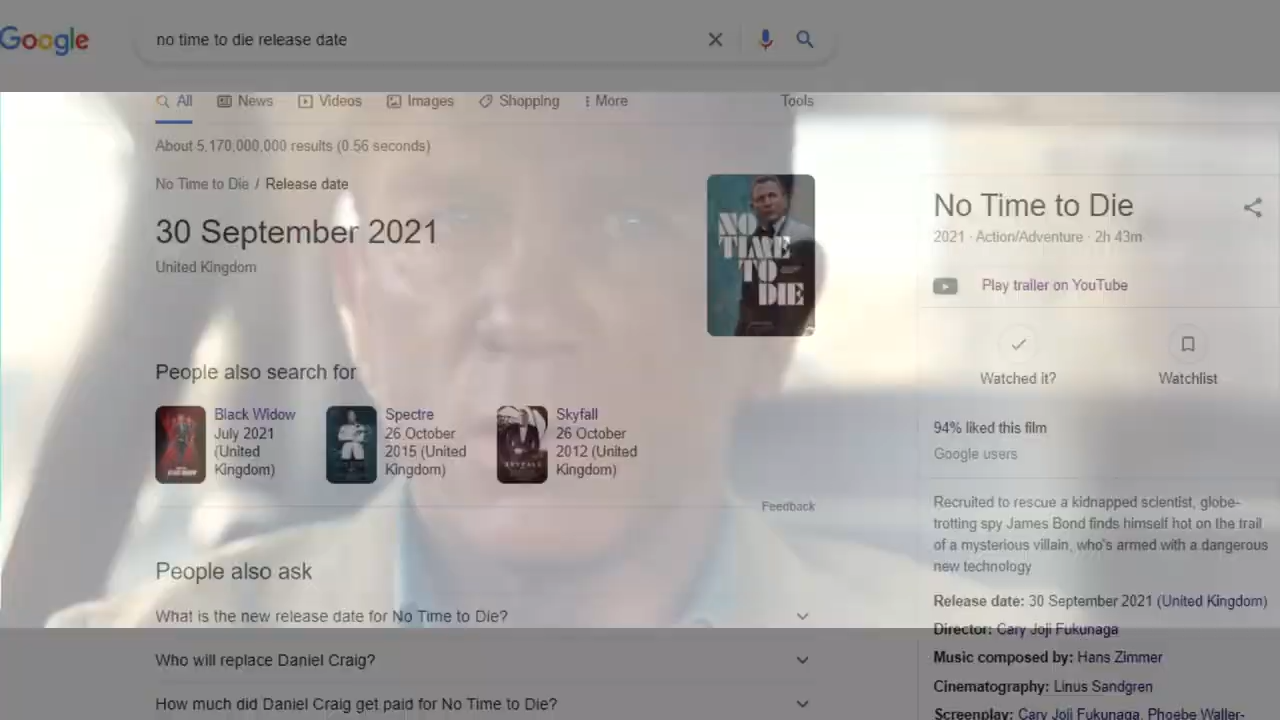 Google
no time to die release date
All News Videos Images Shopping More Tools
About 5,170,000,000 results (0.56 seconds)
No Time to Die / Release date
30 September 2021
United Kingdom
NO
TIME
TO
DIE
People also search for
Black Widow
July 2021
(United
Kingdom)
Spectre
26 October
2015 (United
Kingdom)
SKYFALL
Skyfall
26 October
2012 (United
Kingdom)
Feedback
People also ask
What is the new release date for No Time to Die?
Who will replace Daniel Craig?
How much did Daniel Craig get paid for No Time to Die?
No Time to Die
2021 · Action/Adventure · 2h 43m
Play trailer on YouTube
Watched it? Watchlist
94% liked this film
Google users
Recruited to rescue a kidnapped scientist, globe-
trotting spy James Bond finds himself hot on the trail
of a mysterious villain, who's armed with a dangerous
new technology
Release date: 30 September 2021 (United Kingdom)
Director: Cary Joji Fukunaga
Music composed by: Hans Zimmer
Cinematography: Linus Sandgren
Screenplay: Cary Joji Fukunaga, Phoebe Waller-